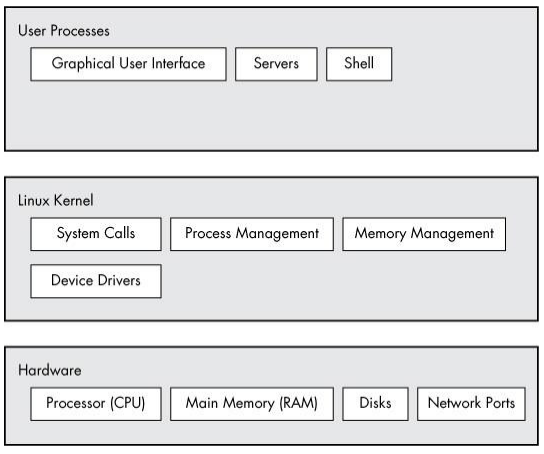 User Processes
Graphical User Interface Servers Shell
Linux Kernel
System Calls Process Management Memory Management
Device Drivers
Hardware
Processor (CPU) Main Memory (RAM) Disks Network Ports